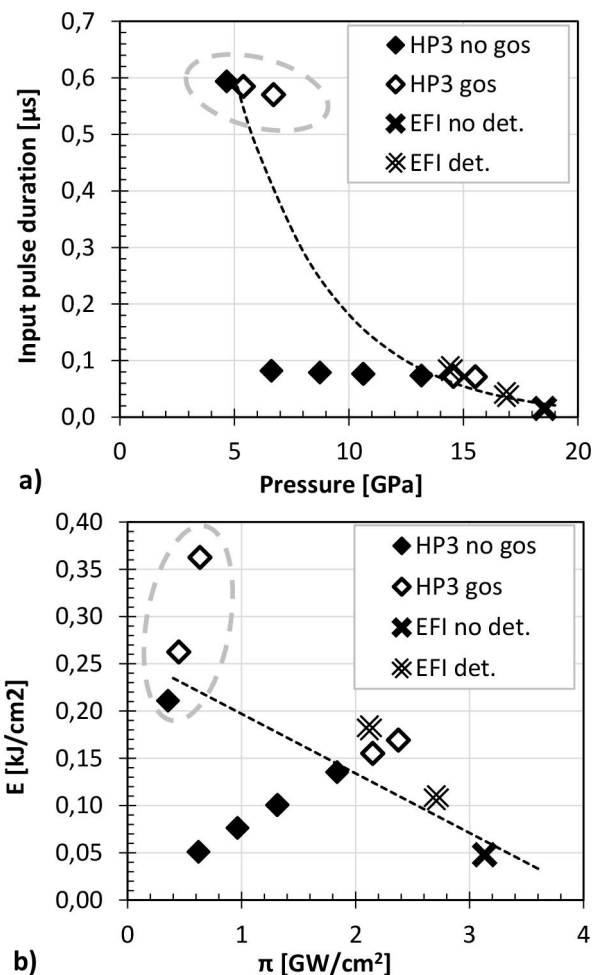 0,7
0,6
0,5
0,4
0,3
0,2
0,1
0,0
Input pulse duration [µs]
HP3 no gos
HP3 gos
EFI no det.
EFI det.
0 5 10 15 20
Pressure [GPa]
a)
0,40
0,35
0,30
0,25
0,20
0,15
0,10
0,05
0,00
E [kJ/cm2]
HP3 no gos
HP3 gos
EFI no det.
EFI det.
0 1 2 3 4
π [GW/cm²]
b)